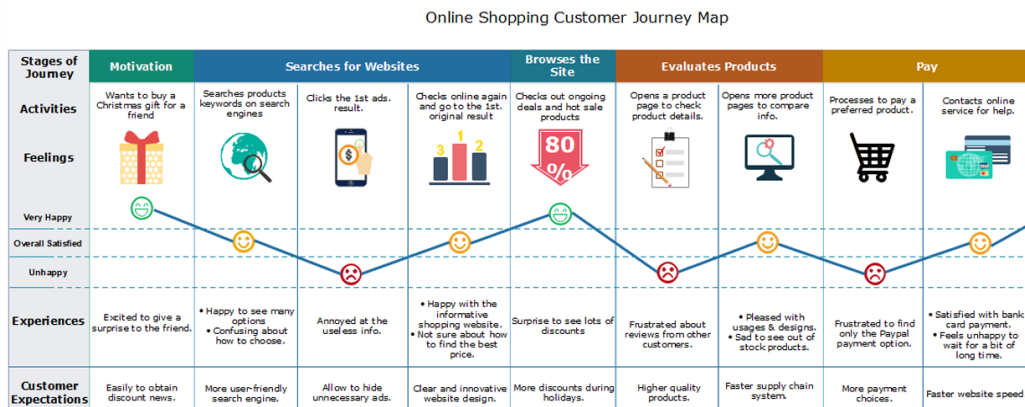 Online Shopping Customer Journey Map
Stages of
Journey
Motivation
Searches for Websites
Browses the
Site
Evaluates Products
Pay
Activities
Wants to buy a
Christmas gift for a
friend
Searches products
keywords on search
engines
Clicks the 1st ads.
result.
Checks online again
and go to the 1st.
original result
Checks out ongoing
deals and hot sale
products
Opens a product
page to check
product details.
Opens more product
pages to compare
info.
Processes to pay a
preferred product.
Contacts online
service for help.
Feelings
$
3
1
2
80
%
Very Happy
Overall Satisfied
Unhappy
Experiences
Excited to give a
surprise to the friend.
• Happy to see many
options
• Confusing about
how to choose.
Annoyed at the
useless info.
• Happy with the
informative
shopping website.
• Not sure about how
to find the best
price.
Surprise to see lots of
discounts
Frustrated about
reviews from other
customers.
• Pleased with
usages & designs.
• Sad to see out of
stock products.
Frustrated to find
only the Paypal
payment option.
• Satisfied with bank
card payment.
• Feels unhappy to
wait for a bit of
long time.
Customer
Expectations
Easily to obtain
discount news.
More user-friendly
search engine.
Allow to hide
unnecessary ads.
Clear and innovative
website design.
More discounts during
holidays.
Higher quality
products.
Faster supply chain
system.
More payment
choices.
Faster website speed